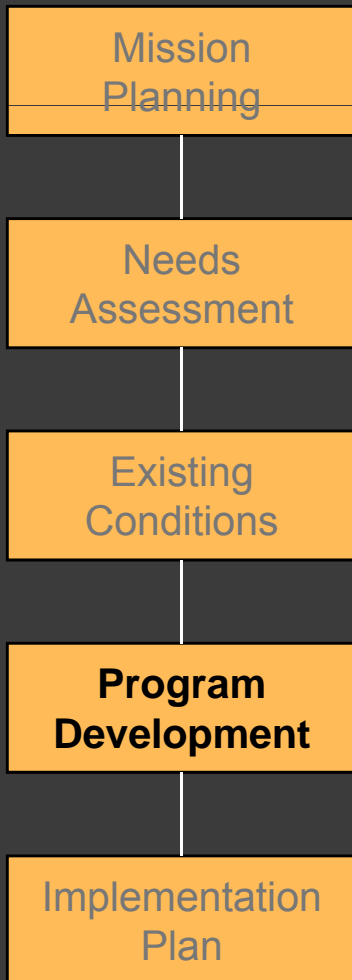 Mission
Planning
Needs
Assessment
Existing
Conditions
Program
Development
Implementation
Plan